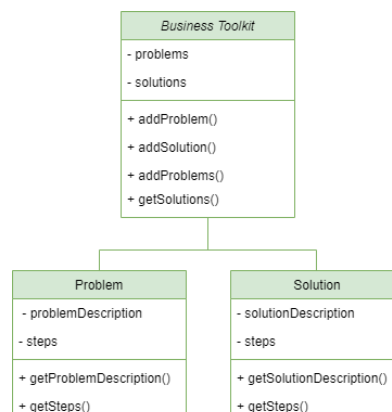 Business Toolkit
- problems
- solutions
+ addProblem()
+ addSolution()
+ addProblems()
+ getSolutions()
Problem
- problemDescription
- steps
+ getProblemDescription()
+ getSteps()
Solution
- solutionDescription
- steps
+ getSolutionDescription()
+ getSteps()